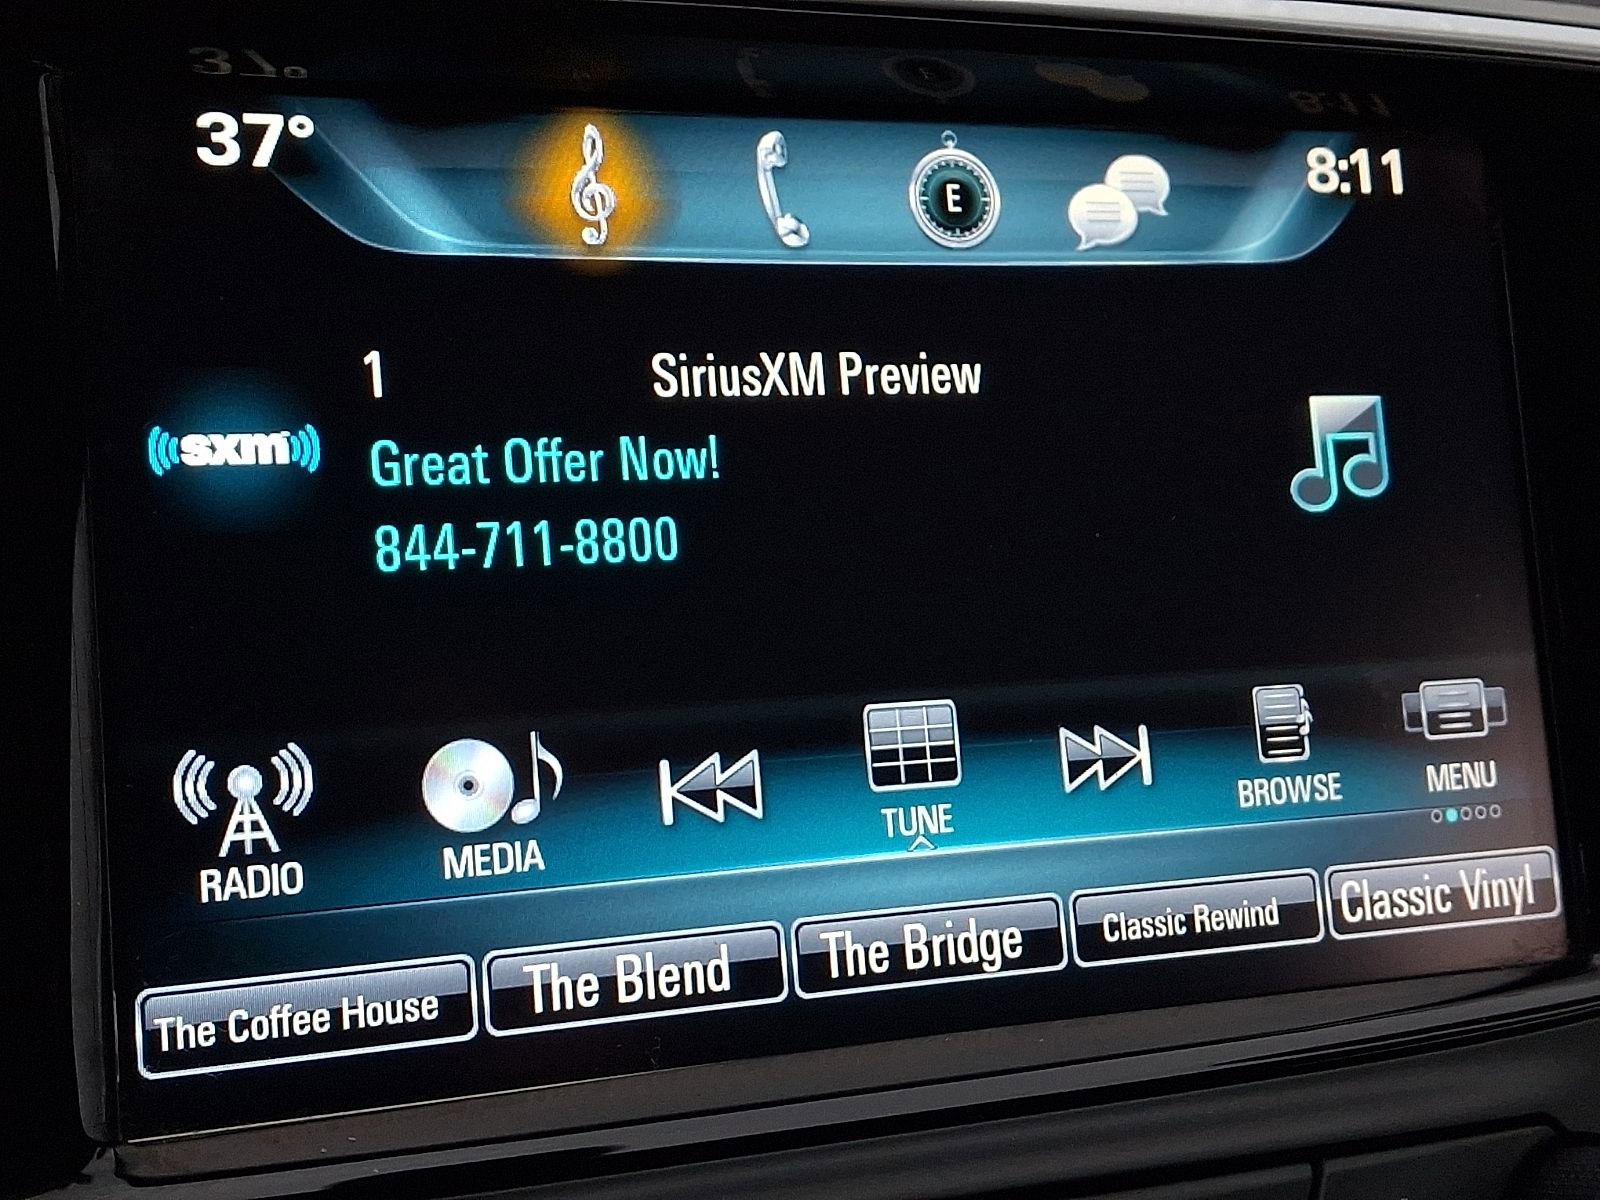 37°
E
8:11
1
SiriusXM Preview
((sxm))
Great Offer Now!
844-711-8800
RADIO
MEDIA
TUNE
BROWSE
MENU
The Coffee House
The Blend
The Bridge
Classic Rewind
Classic Vinyl